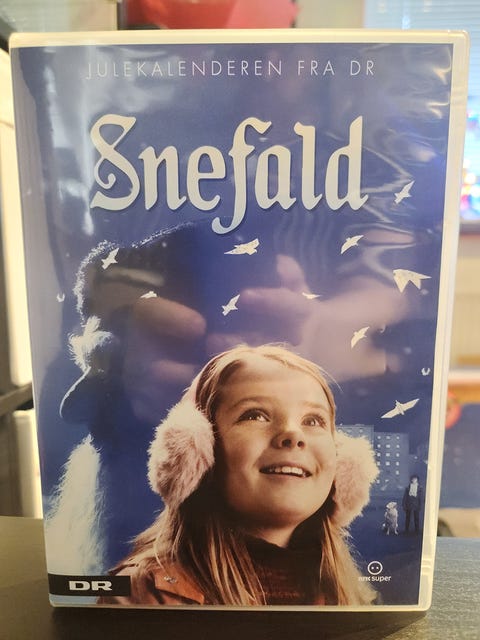 JULEKALENDEREN FRA DR
Snefald
DR
NRK super